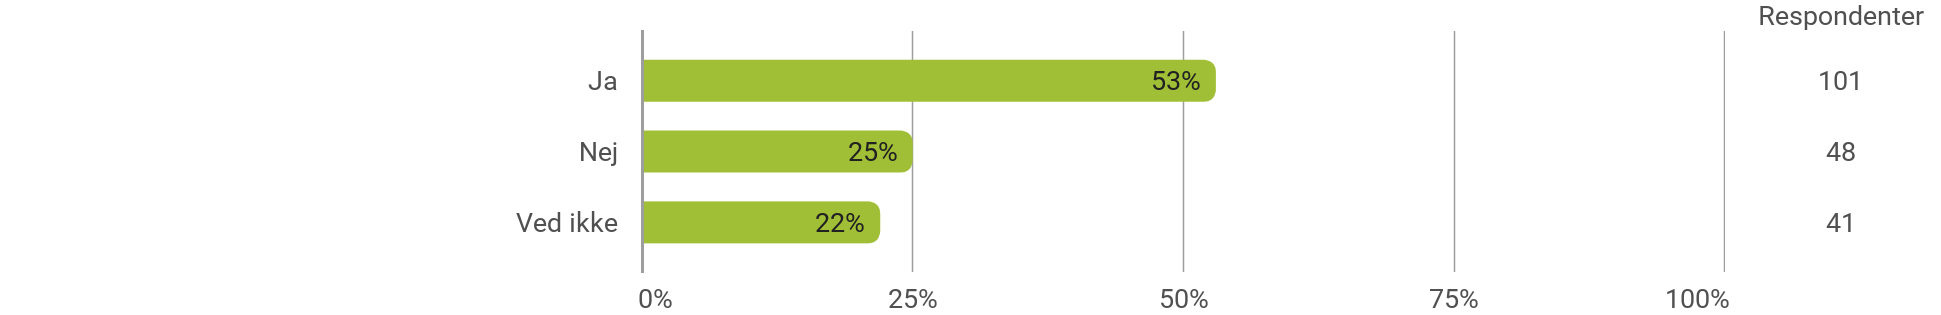 Respondenter
Ja 53% 101
Nej 25% 48
Ved ikke 22% 41
0% 25% 50% 75% 100%